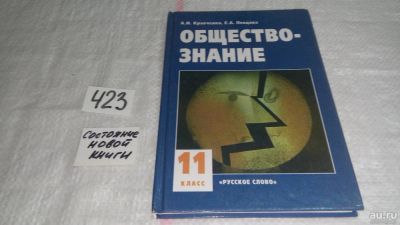 423
Состояние
новой
книги
А.И. Кравченко, Е.А. Певцова
ОБЩЕСТВО-
ЗНАНИЕ
11
КЛАСС
«РУССКОЕ СЛОВО»
au.ru